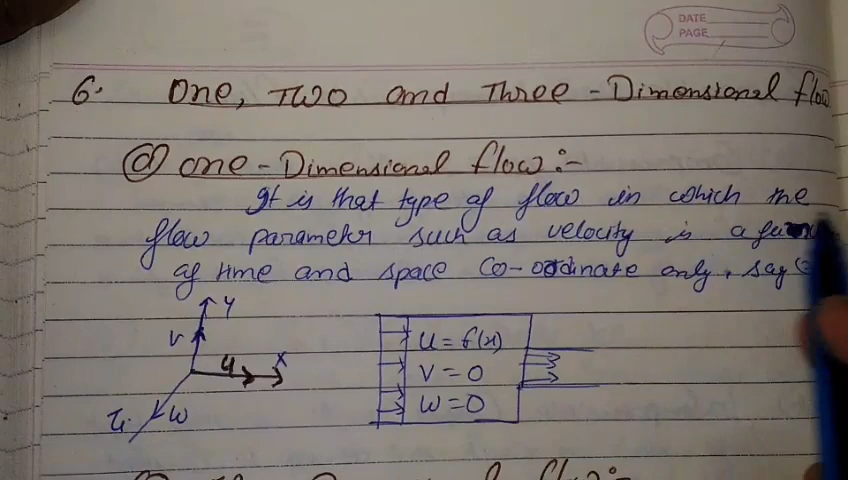 DATE
PAGE
6. One, Two and Three - Dimensional flow
(a) One - Dimensional flow :-
It is that type of flow in which the
flow parameter such as velocity is a
of time and space co-ordinate only, say
Y
V
U
X
Z
W
U = f(x)
V = 0
W = 0